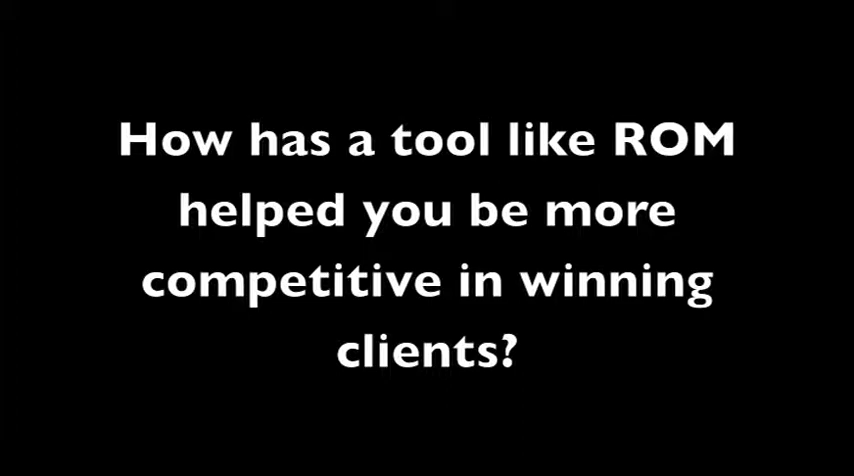 How has a tool like ROM
helped you be more
competitive in winning
clients?